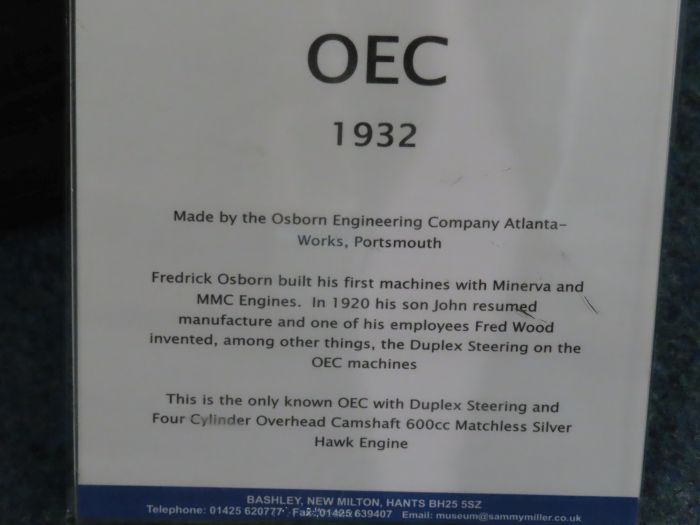 OEC
1932
Made by the Osborn Engineering Company Atlanta-
Works, Portsmouth
Fredrick Osborn built his first machines with Minerva and
MMC Engines. In 1920 his son John resumed
manufacture and one of his employees Fred Wood
invented, among other things, the Duplex Steering on the
OEC machines
This is the only known OEC with Duplex Steering and
Four Cylinder Overhead Camshaft 600cc Matchless Silver
Hawk Engine
BASHLEY, NEW MILTON, HANTS BH25 5SZ
Telephone: 01425 620777 Fax: 01425 639407 Email: museum@sammymiller.co.uk